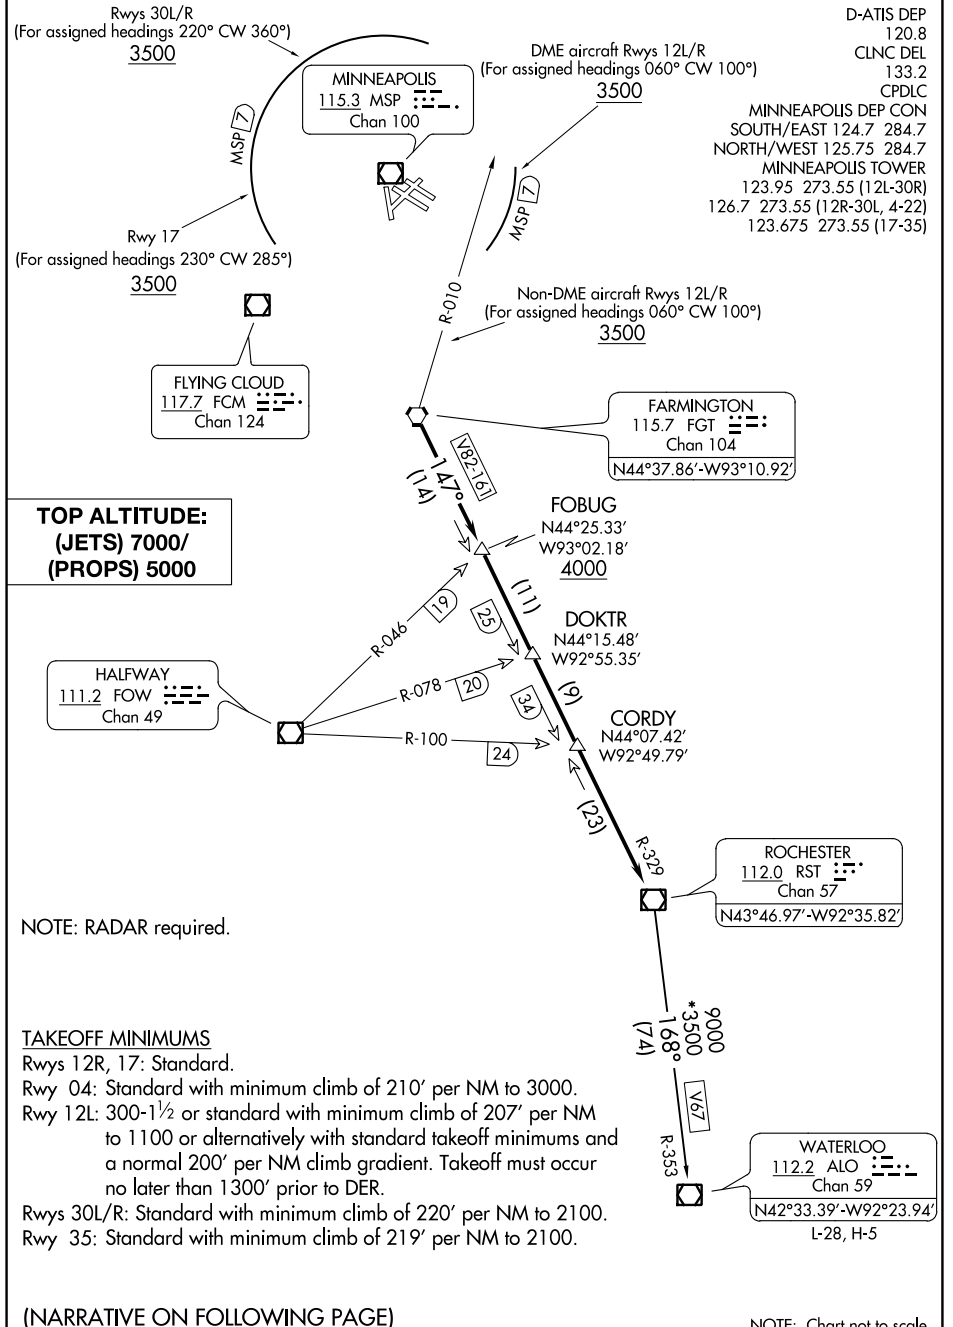 Rwys 30L/R
(For assigned headings 220° CW 360°)
3500
MSP 7
MINNEAPOLIS
115.3 MSP
Chan 100
DME aircraft Rwys 12L/R
(For assigned headings 060° CW 100°)
3500
MSP 7
D-ATIS DEP
120.8
CLNC DEL
133.2
CPDLC
MINNEAPOLIS DEP CON
SOUTH/EAST 124.7 284.7
NORTH/WEST 125.75 284.7
MINNEAPOLIS TOWER
123.95 273.55 (12L-30R)
126.7 273.55 (12R-30L, 4-22)
123.675 273.55 (17-35)
Rwy 17
(For assigned headings 230° CW 285°)
3500
R-010
Non-DME aircraft Rwys 12L/R
(For assigned headings 060° CW 100°)
3500
FLYING CLOUD
117.7 FCM
Chan 124
FARMINGTON
115.7 FGT
Chan 104
N44°37.86′-W93°10.92′
V82-161
147°
(14)
TOP ALTITUDE:
(JETS) 7000/
(PROPS) 5000
FOBUG
N44°25.33′
W93°02.18′
4000
(11)
R-046
19
25
DOKTR
N44°15.48′
W92°55.35′
HALFWAY
111.2 FOW
Chan 49
R-078
20
(9)
34
R-100
24
CORDY
N44°07.42′
W92°49.79′
(23)
R-329
ROCHESTER
112.0 RST
Chan 57
N43°46.97′-W92°35.82′
NOTE: RADAR required.
9000
*3500
168°
(74)
V67
R-353
TAKEOFF MINIMUMS
Rwys 12R, 17: Standard.
Rwy 04: Standard with minimum climb of 210′ per NM to 3000.
Rwy 12L: 300-1½ or standard with minimum climb of 207′ per NM
to 1100 or alternatively with standard takeoff minimums and
a normal 200′ per NM climb gradient. Takeoff must occur
no later than 1300′ prior to DER.
Rwys 30L/R: Standard with minimum climb of 220′ per NM to 2100.
Rwy 35: Standard with minimum climb of 219′ per NM to 2100.
WATERLOO
112.2 ALO
Chan 59
N42°33.39′-W92°23.94′
L-28, H-5
(NARRATIVE ON FOLLOWING PAGE)
NOTE: Chart not to scale